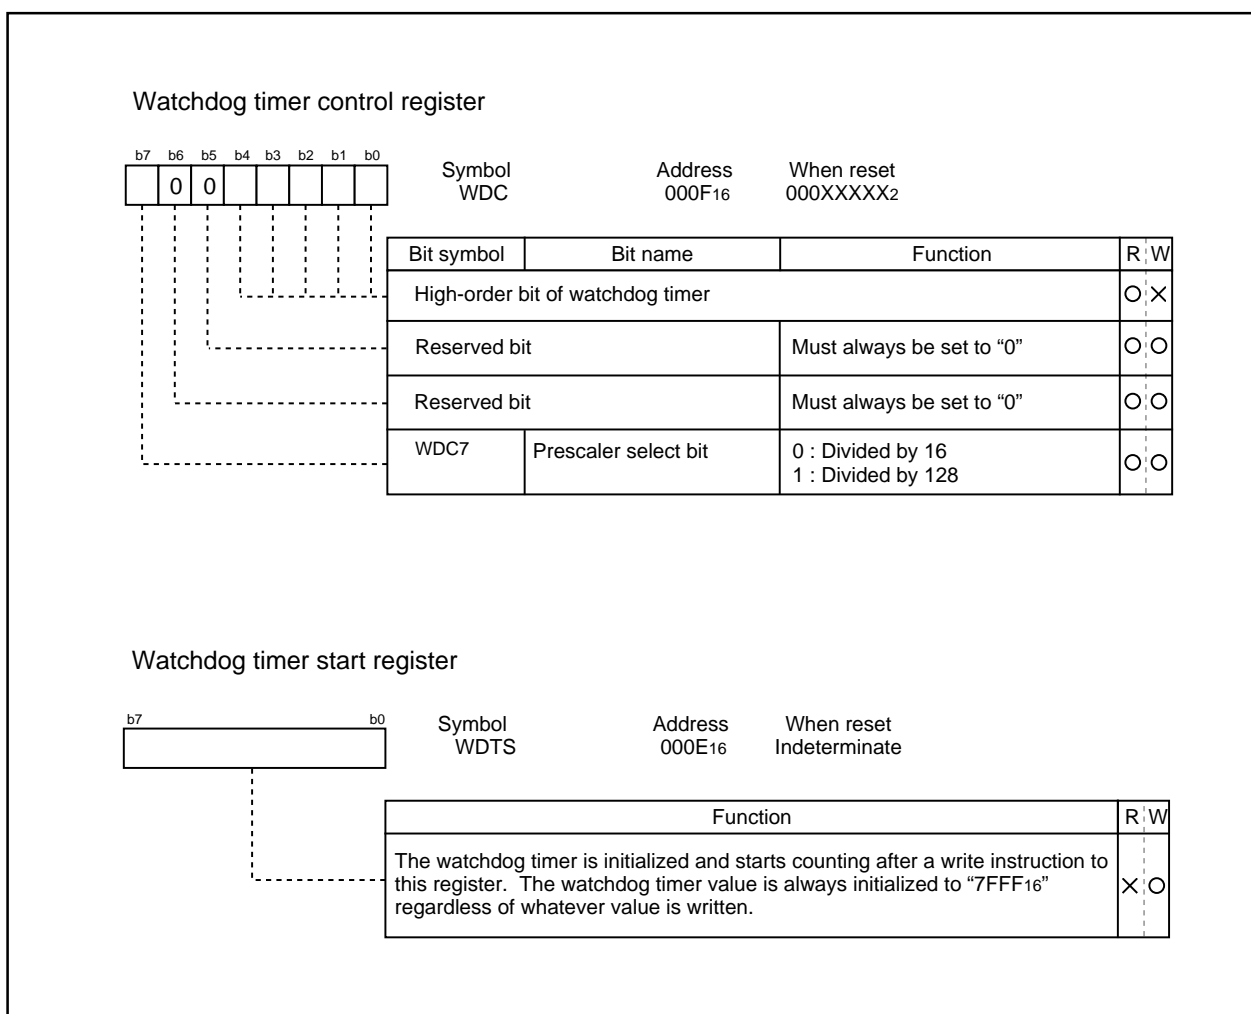 Watchdog timer control register
b7 b6 b5 b4 b3 b2 b1 b0
0 0
Symbol Address When reset
WDC 000F16 000XXXXX2
Bit symbol Bit name Function R W
High-order bit of watchdog timer
Reserved bit Must always be set to “0”
Reserved bit Must always be set to “0”
WDC7 Prescaler select bit 0 : Divided by 16
1 : Divided by 128
Watchdog timer start register
b7 b0
Symbol Address When reset
WDTS 000E16 Indeterminate
Function R W
The watchdog timer is initialized and starts counting after a write instruction to
this register. The watchdog timer value is always initialized to “7FFF16”
regardless of whatever value is written.